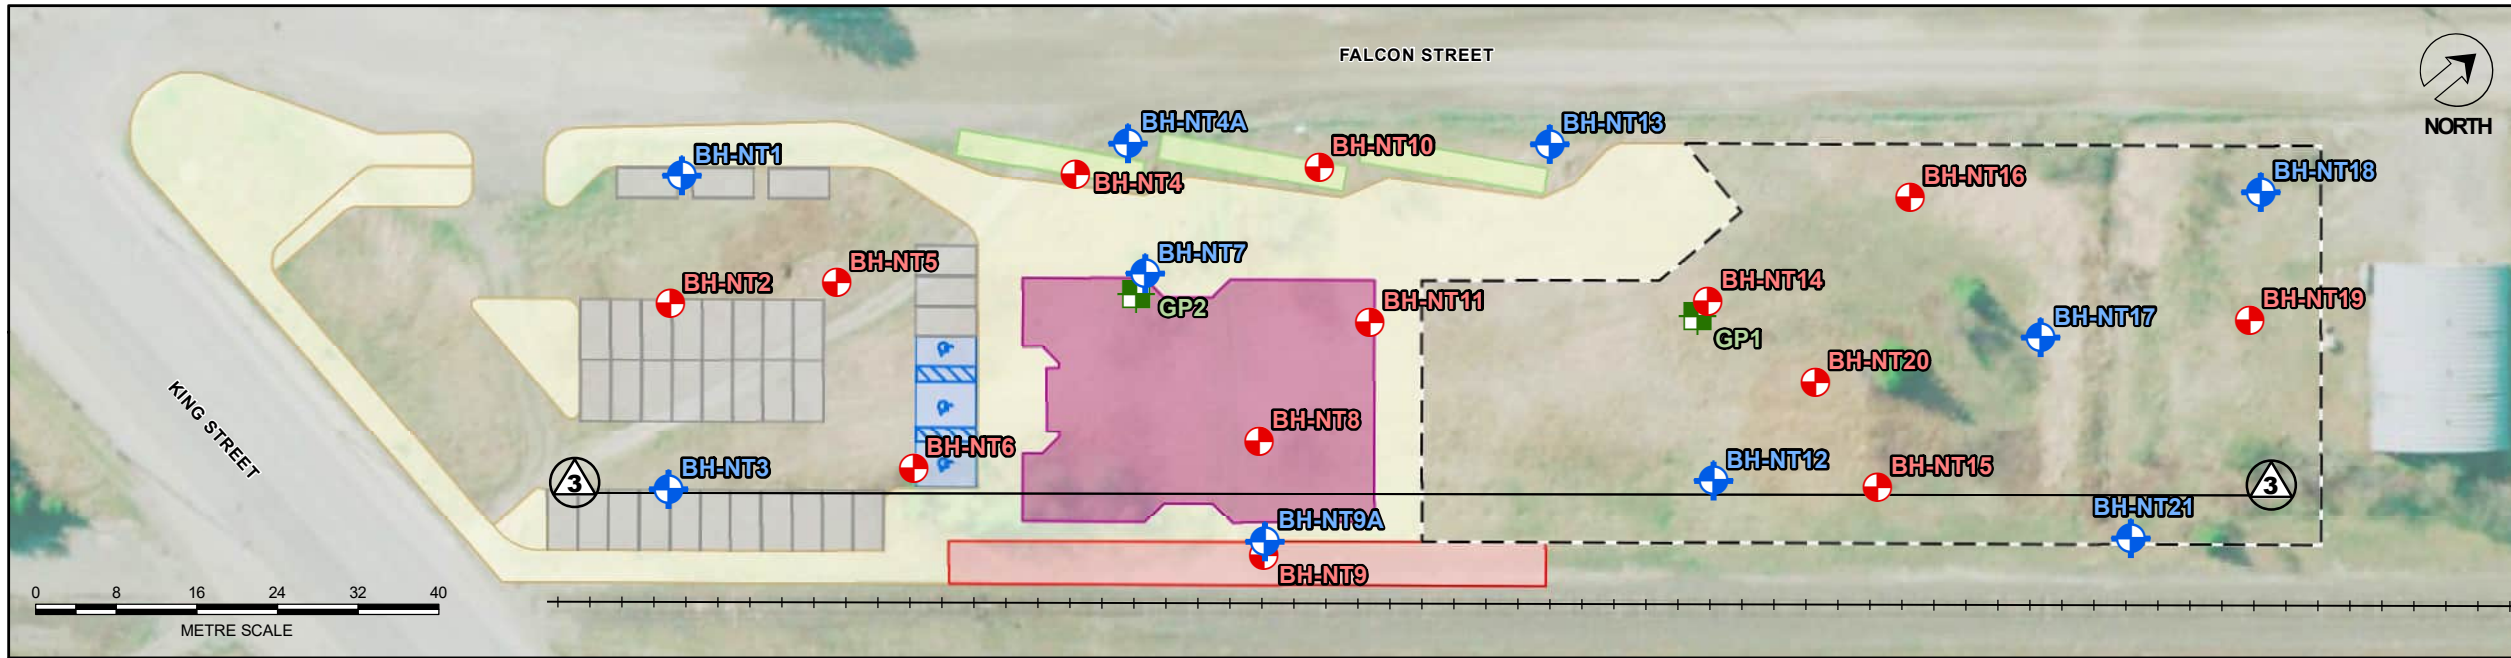 FALCON STREET
NORTH
BH-NT4A
BH-NT13
BH-NT10
BH-NT1
BH-NT4
BH-NT16
BH-NT18
BH-NT7
BH-NT5
BH-NT2
GP2
BH-NT11
BH-NT14
GP1
BH-NT19
BH-NT17
BH-NT20
KING STREET
BH-NT8
BH-NT6
BH-NT3
BH-NT12
BH-NT15
3
3
BH-NT21
BH-NT9A
BH-NT9
0 8 16 24 32 40
METRE SCALE